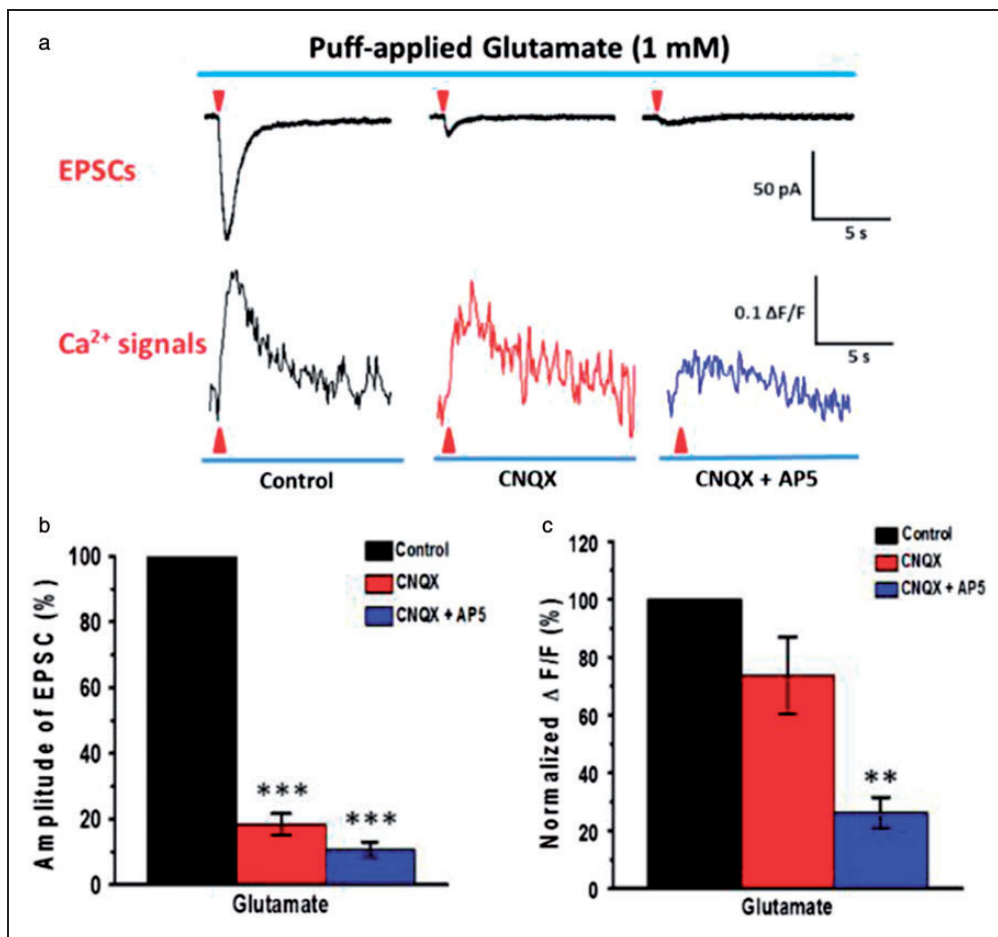 a
Puff-applied Glutamate (1 mM)
EPSCs
50 pA
5 s
Ca²⁺ signals
0.1 ΔF/F
5 s
Control
CNQX
CNQX + AP5
b
Amplitude of EPSC (%)
100
80
60
40
20
0
Control
CNQX
CNQX + AP5
***
***
Glutamate
c
Normalized Δ F/F (%)
120
100
80
60
40
20
0
Control
CNQX
CNQX + AP5
**
Glutamate